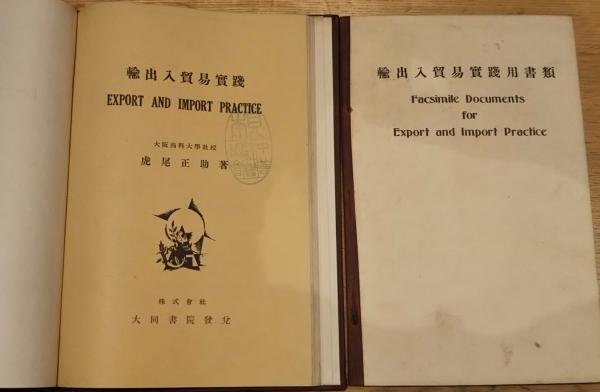 輸出入貿易實踐
EXPORT AND IMPORT PRACTICE
大阪商科大學敎授
虎尾正助著
株式會社
大同書院發兌
輸出入貿易實踐用書類
Facsimile Documents
for
Export and Import Practice